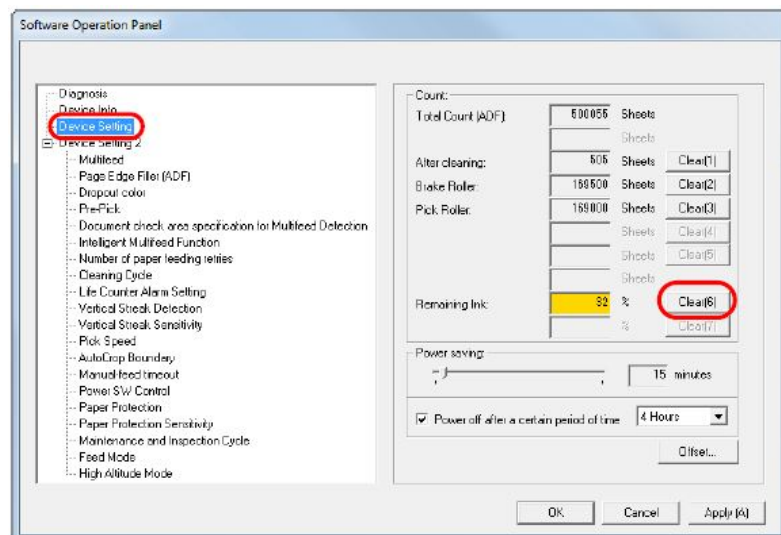 Software Operation Panel
Diagnosis
Device Info
Device Setting
Device Setting 2
Multifeed
Page Edge Filler (ADF)
Dropout color
Pre-Pick
Document check area specification for Multifeed Detection
Intelligent Multifeed Function
Number of paper feeding retries
Cleaning Cycle
Life Counter Alarm Setting
Vertical Streak Detection
Vertical Streak Sensitivity
Pick Speed
AutoCrop Boundary
Manual-feed timeout
Power SW Control
Paper Protection
Paper Protection Sensitivity
Maintenance and Inspection Cycle
Feed Mode
High Altitude Mode
Count:
Total Count (ADF): 500055 Sheets
Sheets
After cleaning: 505 Sheets Clear(1)
Brake Roller: 169500 Sheets Clear(2)
Pick Roller: 169000 Sheets Clear(3)
Sheets Clear(4)
Sheets Clear(5)
Sheets
Remaining Ink: 32 % Clear(6)
% Clear(7)
Power saving:
15 minutes
Power off after a certain period of time 4 Hours
Offset...
OK Cancel Apply (A)